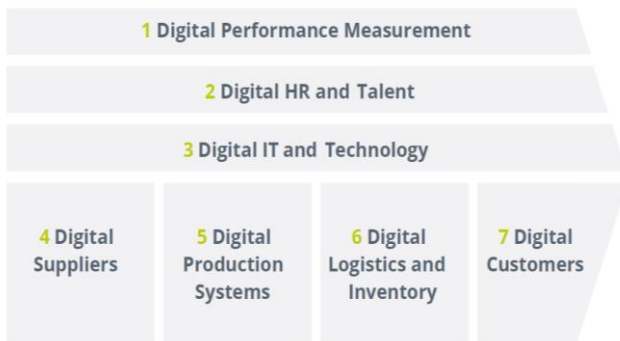 1 Digital Performance Measurement
2 Digital HR and Talent
3 Digital IT and Technology
4 Digital
Suppliers
5 Digital
Production
Systems
6 Digital
Logistics and
Inventory
7 Digital
Customers